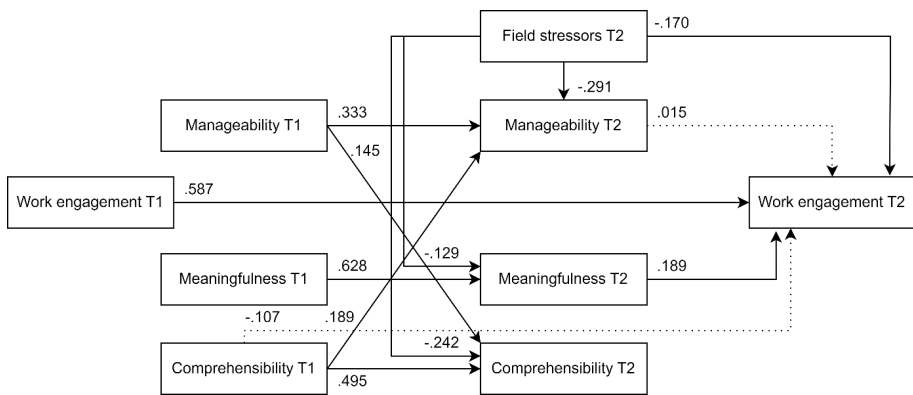 Field stressors T2
-.170
-.291
Manageability T1
.333
Manageability T2
.015
.145
Work engagement T1
.587
Work engagement T2
-.129
Meaningfulness T1
.628
Meaningfulness T2
.189
-.107
.189
-.242
Comprehensibility T1
.495
Comprehensibility T2